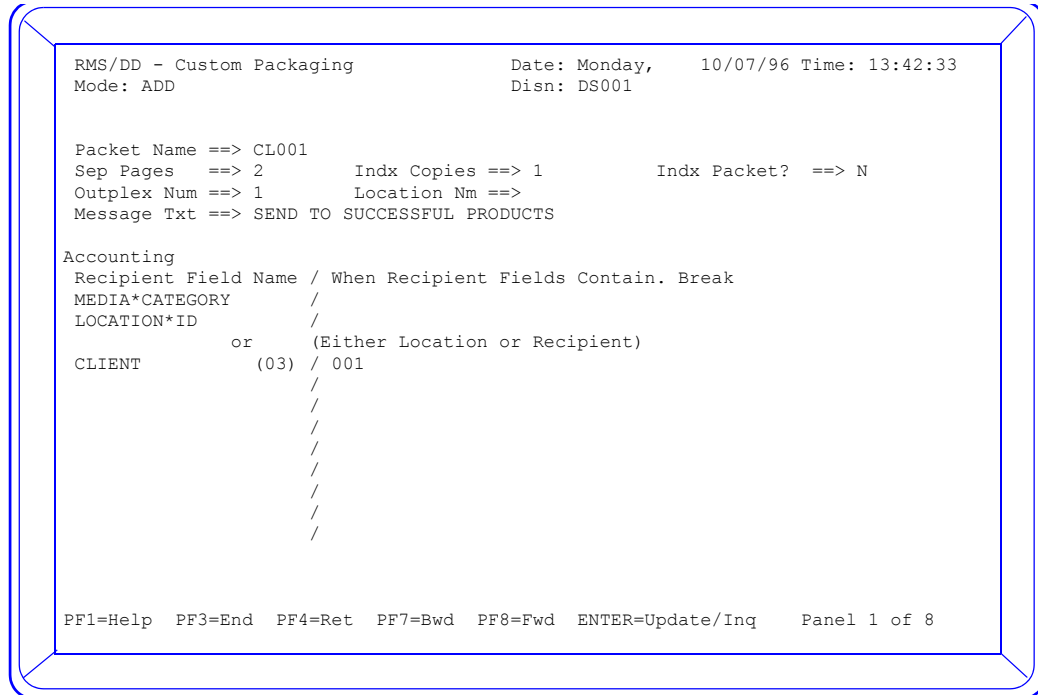 RMS/DD - Custom Packaging Date: Monday, 10/07/96 Time: 13:42:33
Mode: ADD Disn: DS001
Packet Name ==> CL001
Sep Pages ==> 2 Indx Copies ==> 1 Indx Packet? ==> N
Outplex Num ==> 1 Location Nm ==>
Message Txt ==> SEND TO SUCCESSFUL PRODUCTS
Accounting
Recipient Field Name / When Recipient Fields Contain. Break
MEDIA*CATEGORY /
LOCATION*ID /
or (Either Location or Recipient)
CLIENT (03) / 001
/
/
/
/
/
/
/
/
PF1=Help PF3=End PF4=Ret PF7=Bwd PF8=Fwd ENTER=Update/Inq Panel 1 of 8